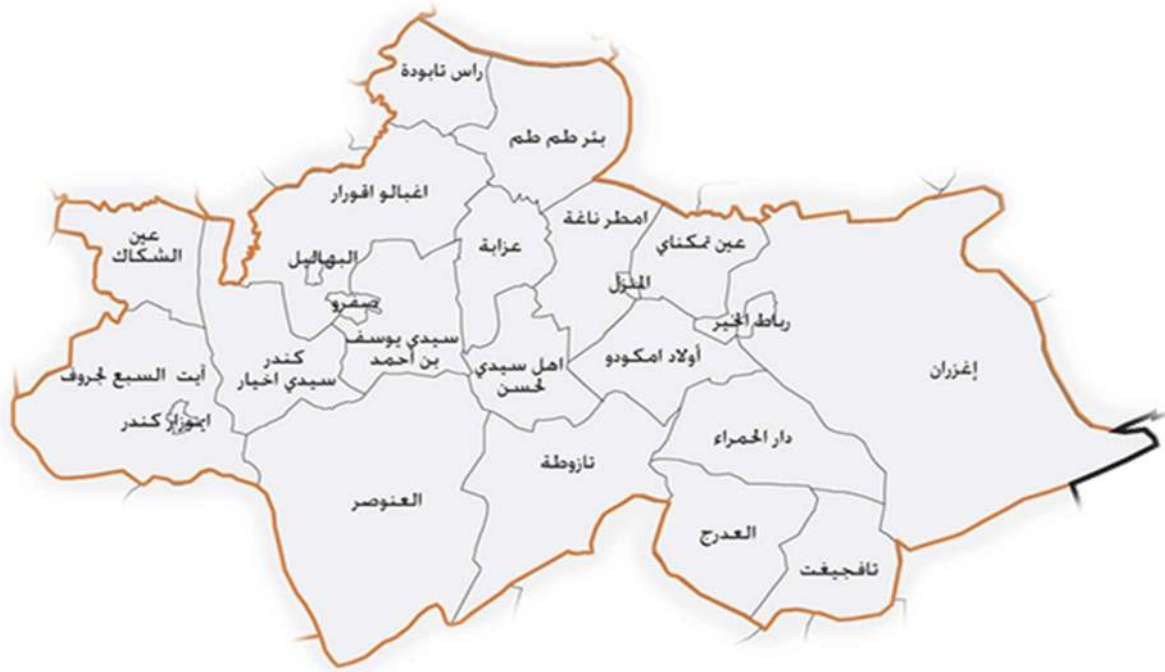 راس تابودة
بئر طم طم
اغبالو اقورار
امطر ناغة
عين تمكناي
عزابة
عين
الشكاك
البهاليل
المنزل
صفرو
رباط الخير
سيدي يوسف
بن احمد
أولاد امكودو
كندر
سيدي اخيار
اهل سيدي
لحسن
إغزران
آيت السبع لجروف
ايموزار كندر
دار الحمراء
تازوطة
العنوصر
العدرج
تافجيغت